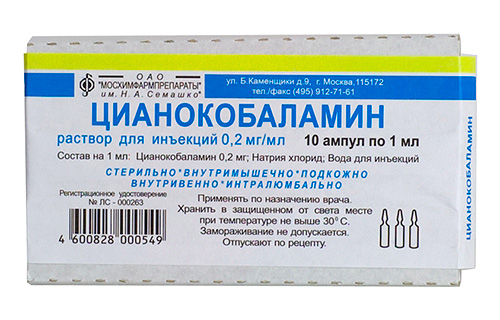 ОАО
"МОСХИМФАРМПРЕПАРАТЫ"
им. Н. А. Семашко"
ул. Б.Каменщики д.9, г. Москва,115172
тел./факс (495) 912-71-61
ЦИАНОКОБАЛАМИН
раствор для инъекций 0,2 мг/мл
10 ампул по 1 мл
Состав на 1 мл: Цианокобаламин 0,2 мг; Натрия хлорид; Вода для инъекций
СТЕРИЛЬНО*ВНУТРИМЫШЕЧНО*ПОДКОЖНО
ВНУТРИВЕННО*ИНТРАЛЮМБАЛЬНО
Регистрационное удостоверение
№ ЛС - 000263
4 600828 000549
Применять по назначению врача.
Хранить в защищенном от света месте
при температуре не выше 30°С.
Замораживание не допускается.
Отпускают по рецепту.
ЦИАНОКОБАЛАМИН